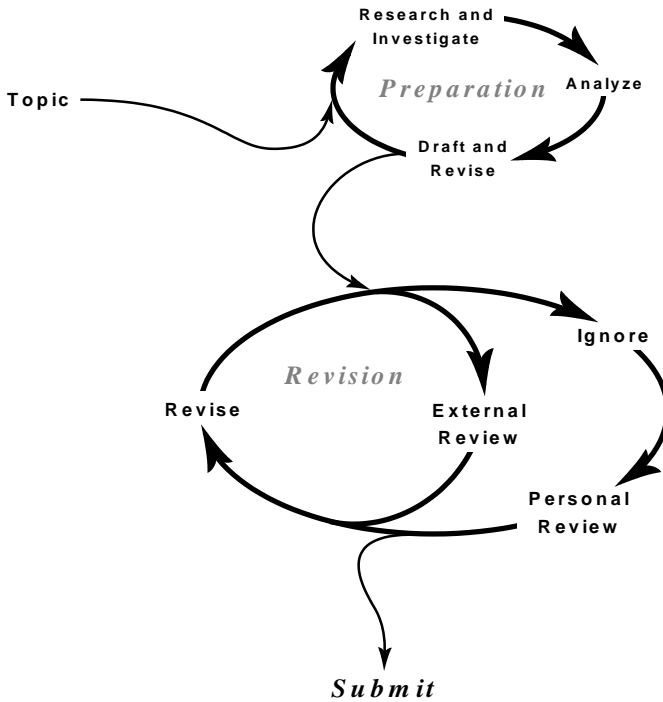 Research and
Investigate
Preparation
Analyze
Topic
Draft and
Revise
Ignore
Revision
Revise
External
Review
Personal
Review
Submit